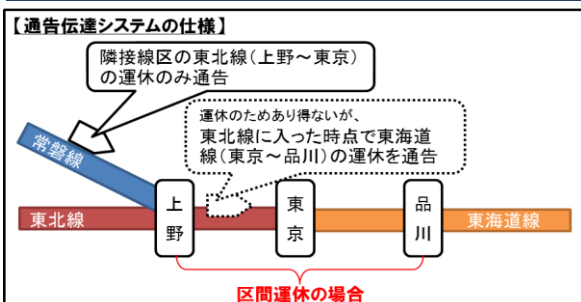 【通告伝達システムの仕様】
隣接線区の東北線(上野～東京)
の運休のみ通告
運休のためあり得ないが、
東北線に入った時点で東海道
線(東京～品川)の運休を通告
常磐線
東北線
上野
東京
品川
東海道線
区間運休の場合